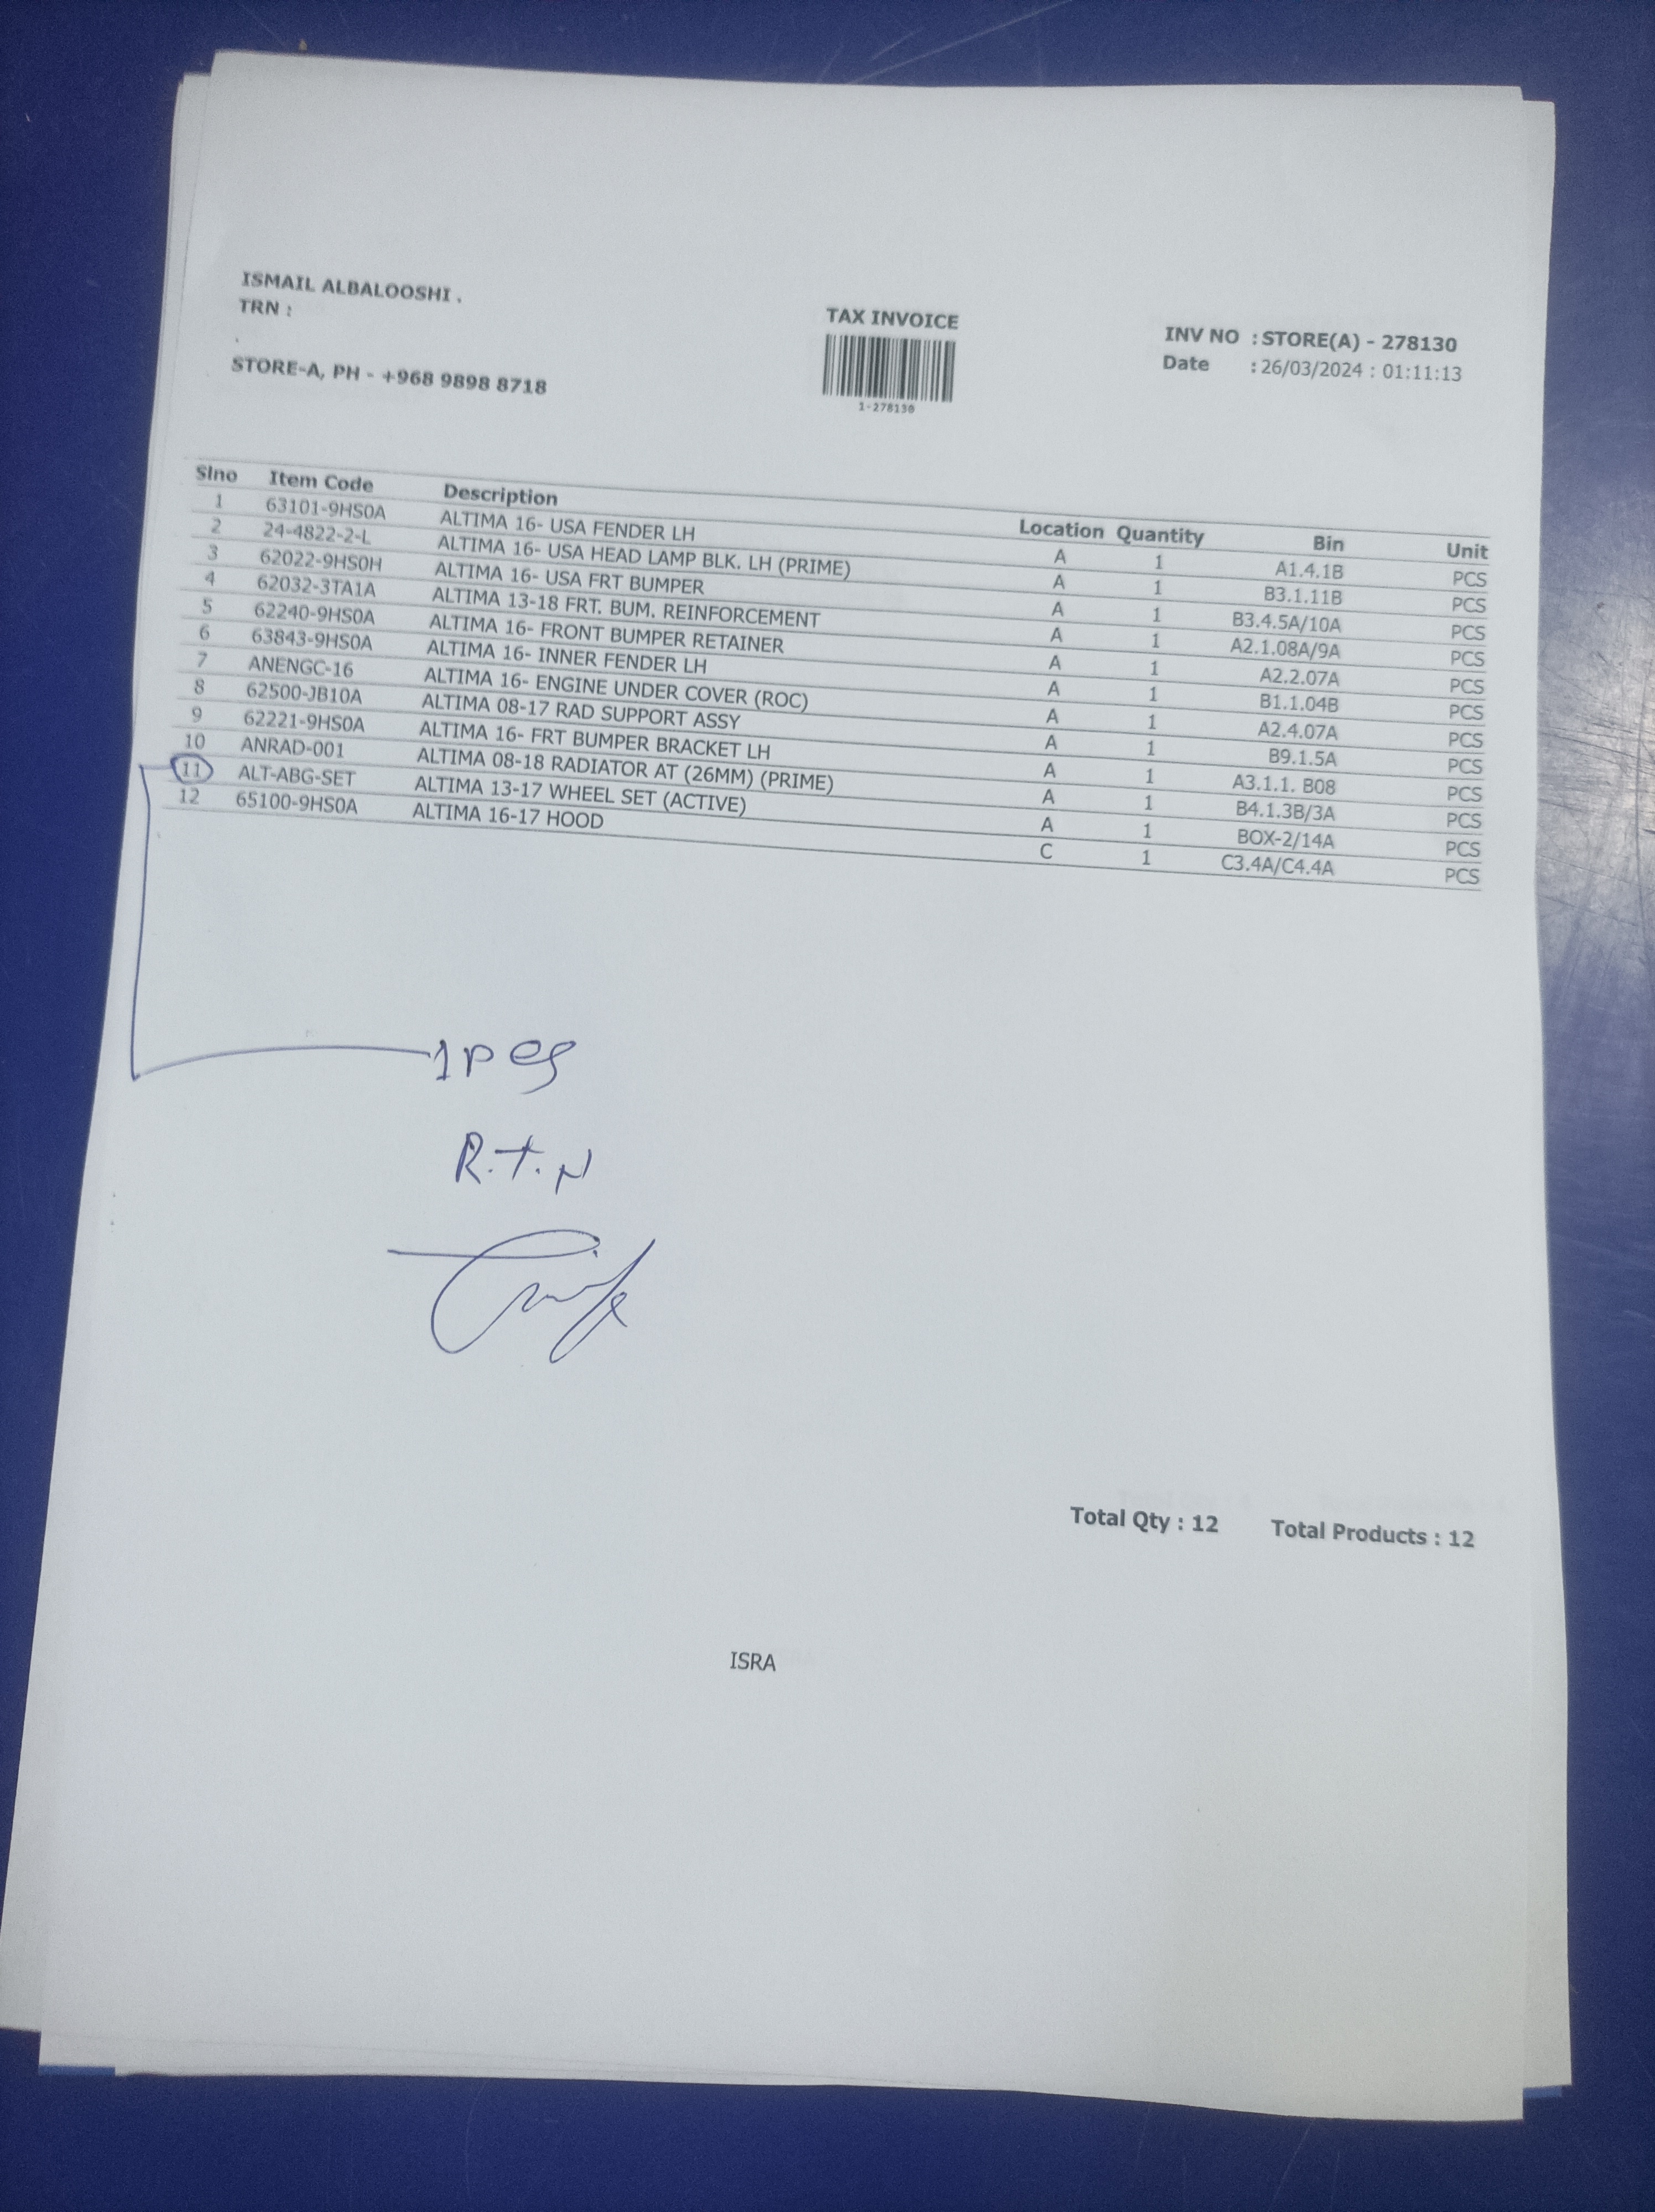 ISMAIL ALBALOOSHI .
TRN :
.
STORE-A, PH - +968 9898 8718
TAX INVOICE
1-278130
INV NO : STORE(A) - 278130
Date : 26/03/2024 : 01:11:13
Slno Item Code Description Location Quantity Bin Unit
1 63101-9HS0A ALTIMA 16- USA FENDER LH A 1 A1.4.1B PCS
2 24-4822-2-L ALTIMA 16- USA HEAD LAMP BLK. LH (PRIME) A 1 B3.1.11B PCS
3 62022-9HS0H ALTIMA 16- USA FRT BUMPER A 1 B3.4.5A/10A PCS
4 62032-3TA1A ALTIMA 13-18 FRT. BUM. REINFORCEMENT A 1 A2.1.08A/9A PCS
5 62240-9HS0A ALTIMA 16- FRONT BUMPER RETAINER A 1 A2.2.07A PCS
6 63843-9HS0A ALTIMA 16- INNER FENDER LH A 1 B1.1.04B PCS
7 ANENGC-16 ALTIMA 16- ENGINE UNDER COVER (ROC) A 1 A2.4.07A PCS
8 62500-JB10A ALTIMA 08-17 RAD SUPPORT ASSY A 1 B9.1.5A PCS
9 62221-9HS0A ALTIMA 16- FRT BUMPER BRACKET LH A 1 A3.1.1. B08 PCS
10 ANRAD-001 ALTIMA 08-18 RADIATOR AT (26MM) (PRIME) A 1 B4.1.3B/3A PCS
11 ALT-ABG-SET ALTIMA 13-17 WHEEL SET (ACTIVE) A 1 BOX-2/14A PCS
12 65100-9HS0A ALTIMA 16-17 HOOD C 1 C3.4A/C4.4A PCS
1 Pcs
R.T.N
Total Qty : 12 Total Products : 12
ISRA